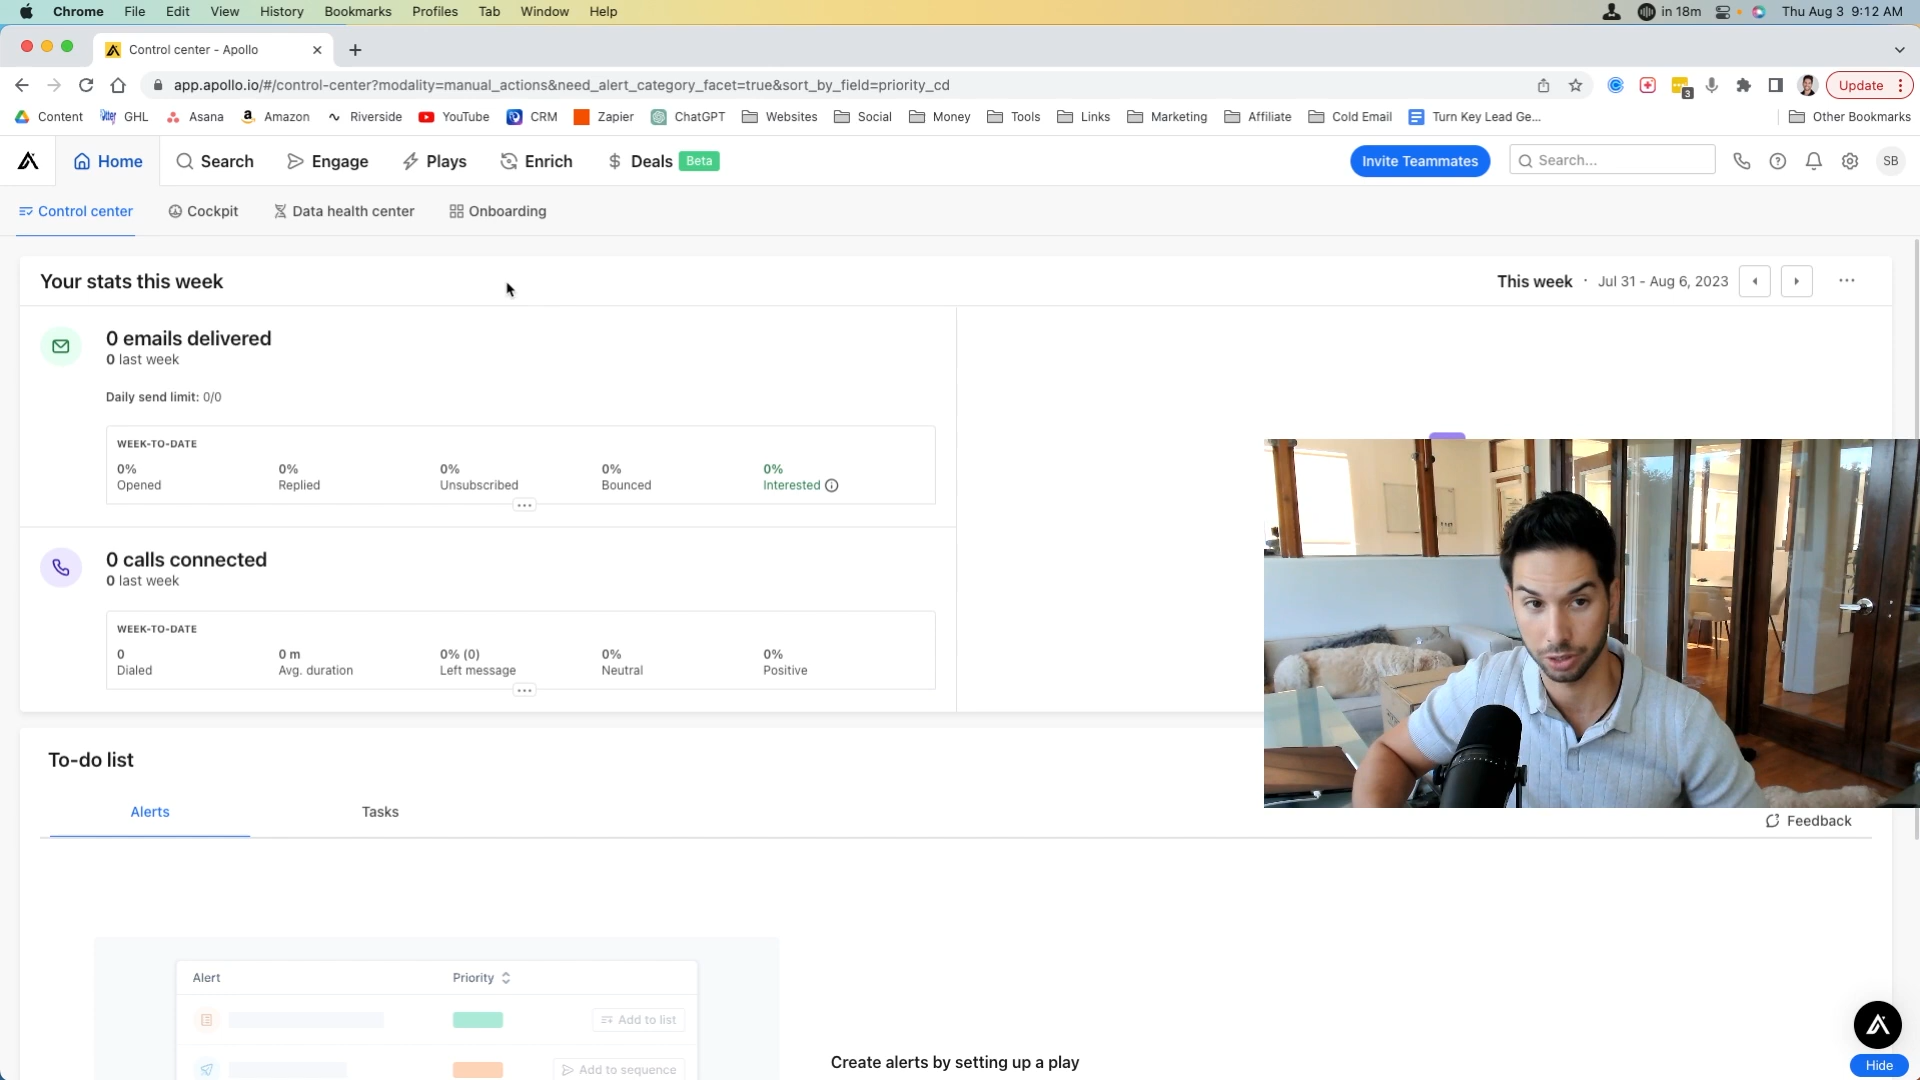 Chrome File Edit View History Bookmarks Profiles Tab Window Help in 18m Thu Aug 3 9:12 AM
Control center - Apollo
app.apollo.io/#/control-center?modality=manual_actions&need_alert_category_facet=true&sort_by_field=priority_cd 3 Update
Content GHL Asana Amazon Riverside YouTube CRM Zapier ChatGPT Websites Social Money Tools Links Marketing Affiliate Cold Email Turn Key Lead Ge... Other Bookmarks
Home Search Engage Plays Enrich Deals Beta Invite Teammates Search... SB
Control center Cockpit Data health center Onboarding
Your stats this week This week · Jul 31 - Aug 6, 2023
0 emails delivered
0 last week
Daily send limit: 0/0
WEEK-TO-DATE
0% 0% 0% 0% 0%
Opened Replied Unsubscribed Bounced Interested
0 calls connected
0 last week
WEEK-TO-DATE
0 0 m 0% (0) 0% 0%
Dialed Avg. duration Left message Neutral Positive
To-do list
Alerts Tasks
Feedback
Alert Priority
Add to list
Create alerts by setting up a play
Add to sequence
Hide